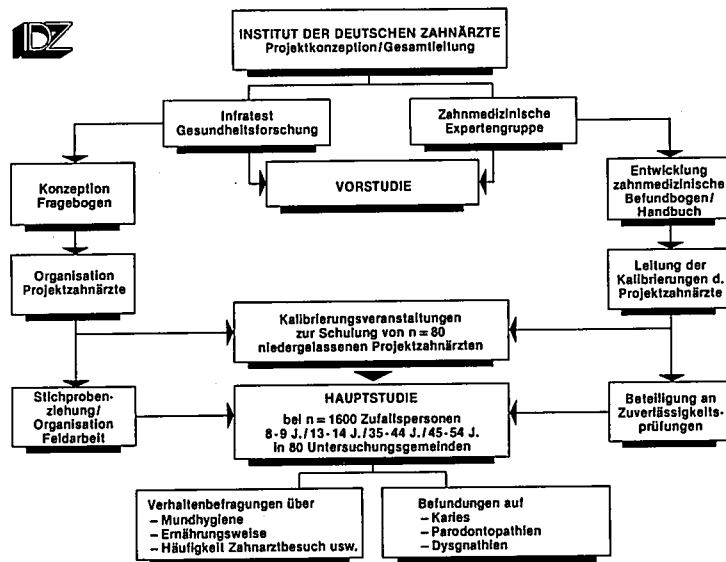 IDZ
INSTITUT DER DEUTSCHEN ZAHNÄRZTE
Projektkonzeption/Gesamtleitung
Infratest
Gesundheitsforschung
Zahnmedizinische
Expertengruppe
Konzeption
Fragebogen
VORSTUDIE
Entwicklung
zahnmedizinische
Befundbogen/
Handbuch
Organisation
Projektzahnärzte
Leitung der
Kalibrierungen d.
Projektzahnärzte
Kalibrierungsveranstaltungen
zur Schulung von n = 80
niedergelassenen Projektzahnärzten
Stichproben-
ziehung/
Organisation
Feldarbeit
HAUPTSTUDIE
bei n = 1600 Zufallspersonen
8-9 J./13-14 J./35-44 J./45-54 J.
in 80 Untersuchungsgemeinden
Beteiligung an
Zuverlässigkeits-
prüfungen
Verhaltenbefragungen über
– Mundhygiene
– Ernährungsweise
– Häufigkeit Zahnarztbesuch usw.
Befundungen auf
– Karies
– Parodontopathien
– Dysgnathien